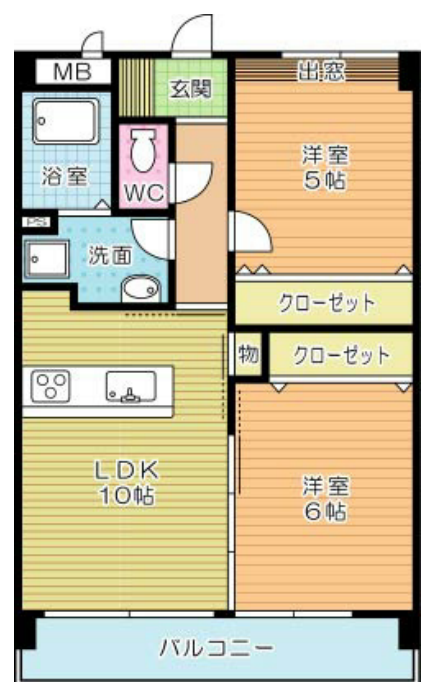 MB
玄関
出窓
洋室
5帖
浴室
WC
PS
洗面
クローゼット
物
クローゼット
LDK
10帖
洋室
6帖
バルコニー